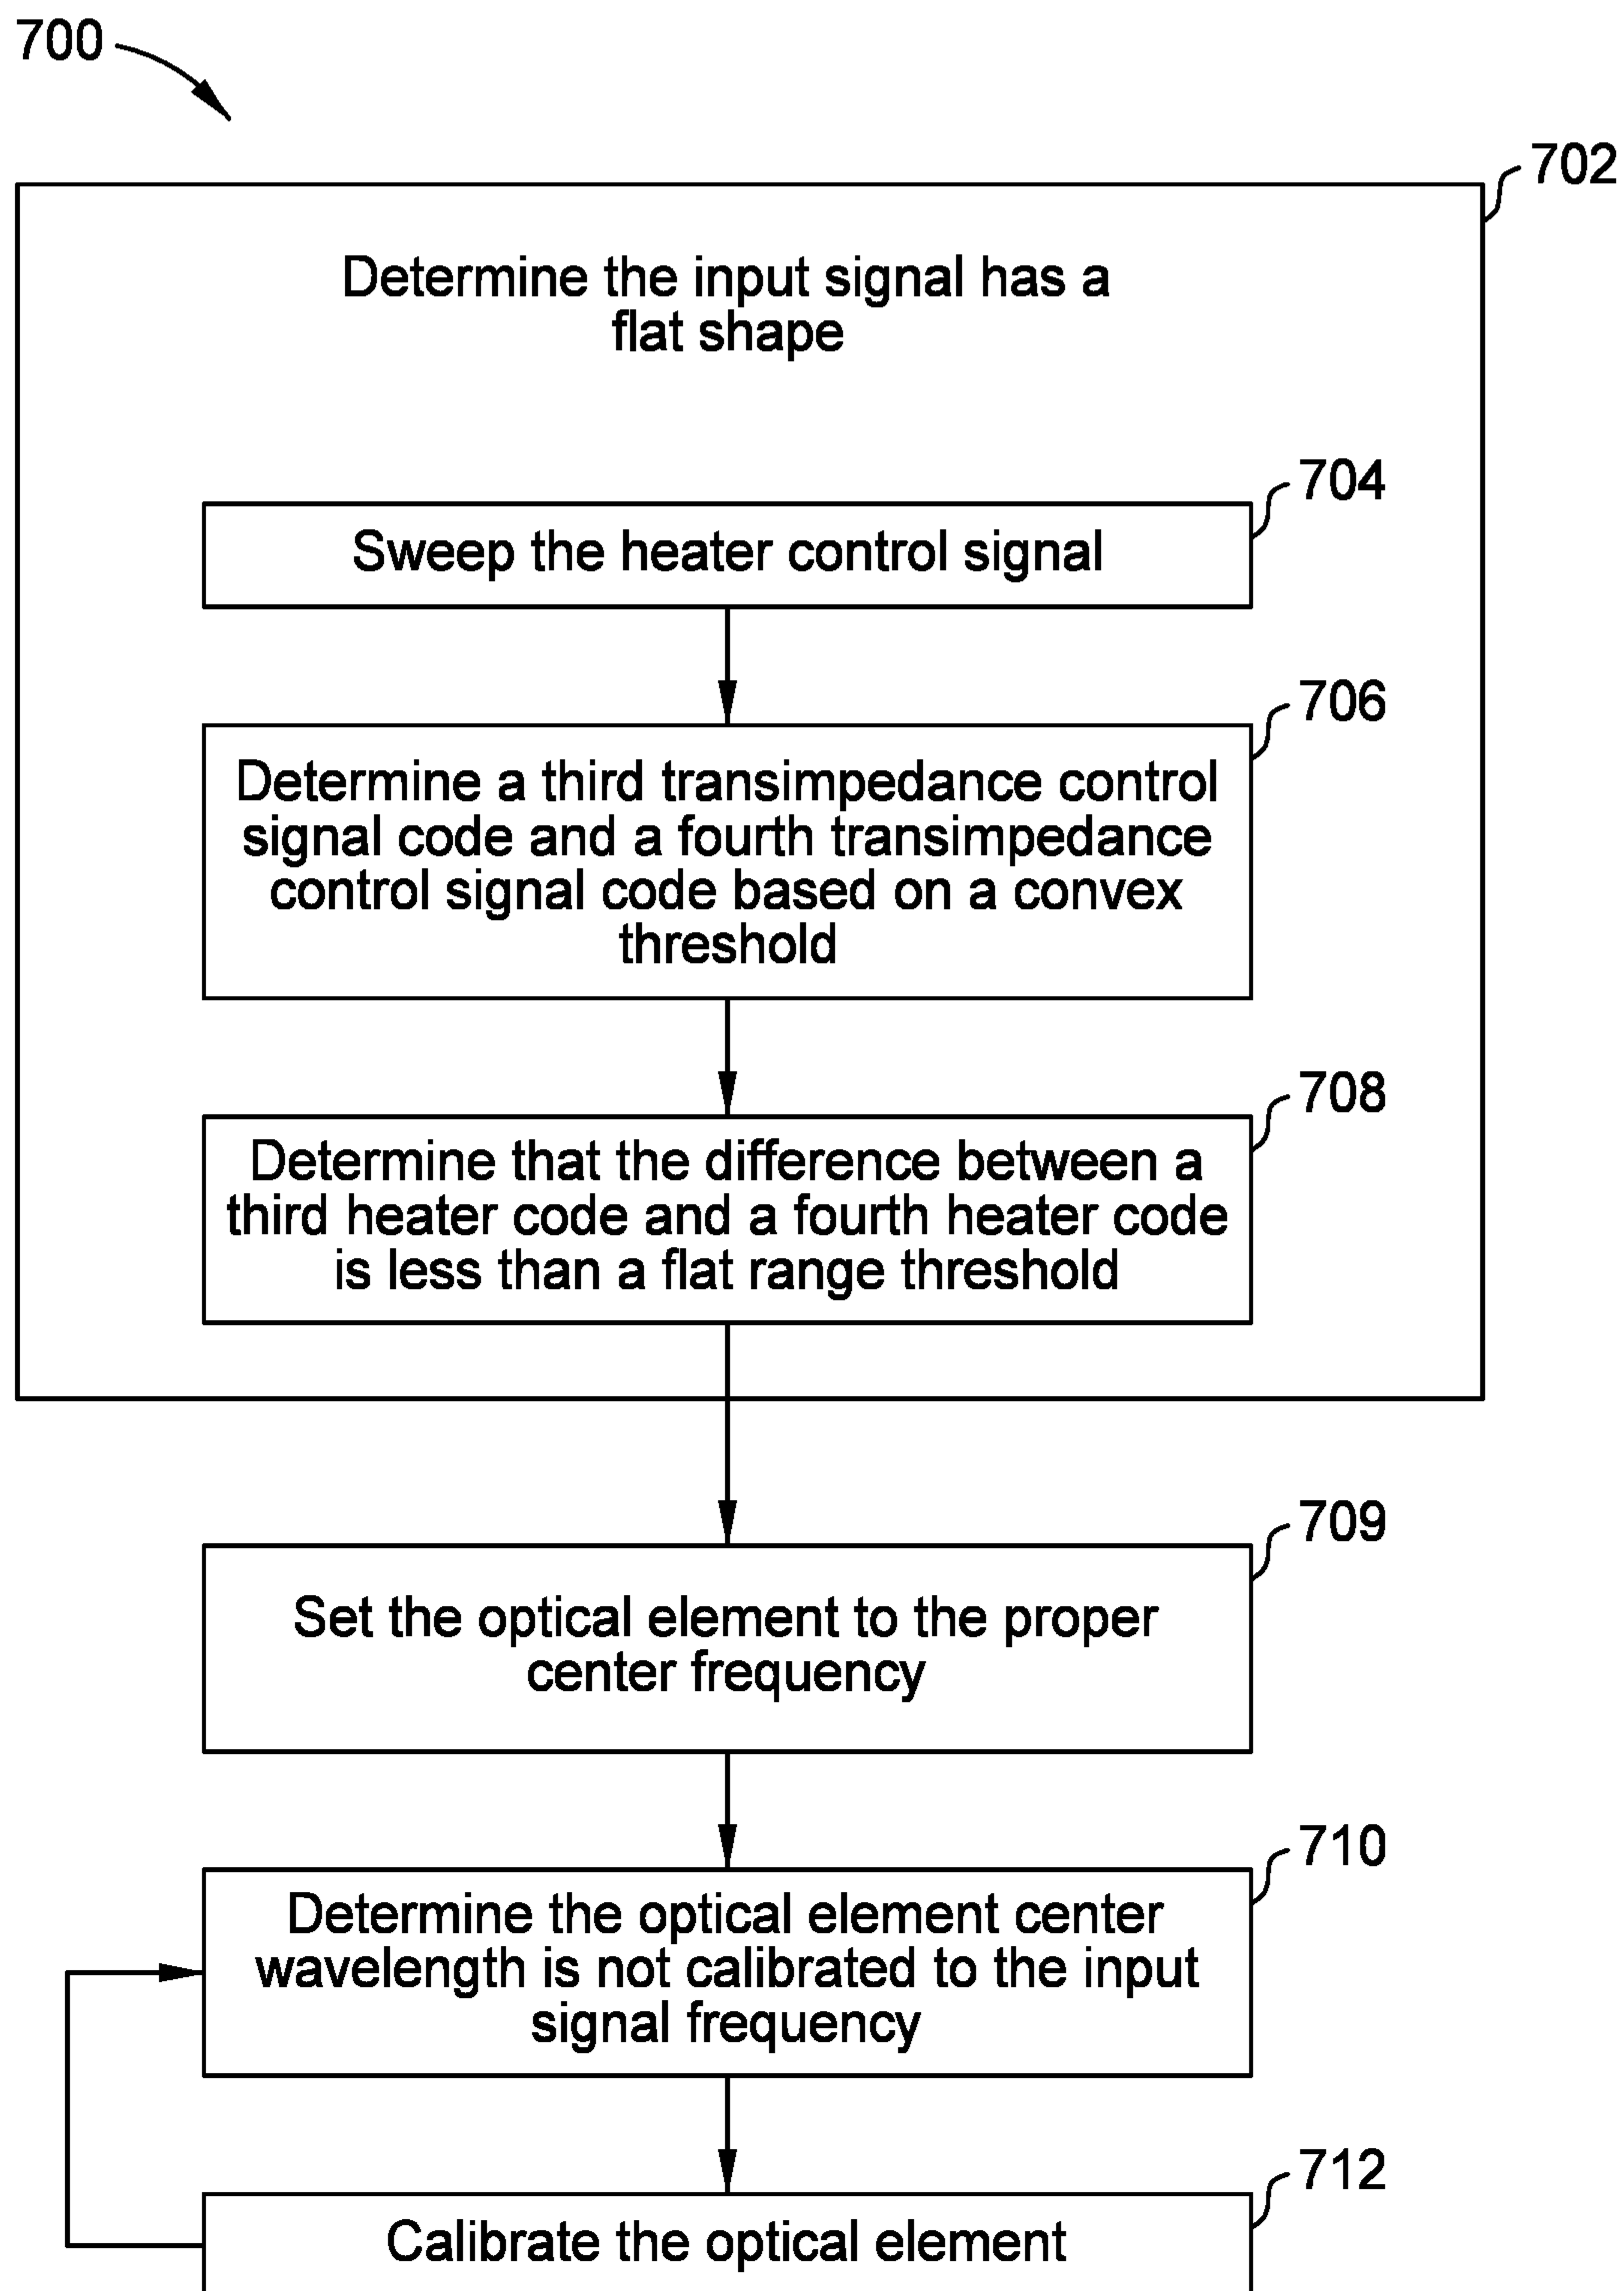 700
702
Determine the input signal has a
flat shape
704
Sweep the heater control signal
706
Determine a third transimpedance control
signal code and a fourth transimpedance
control signal code based on a convex
threshold
708
Determine that the difference between a
third heater code and a fourth heater code
is less than a flat range threshold
709
Set the optical element to the proper
center frequency
710
Determine the optical element center
wavelength is not calibrated to the input
signal frequency
712
Calibrate the optical element